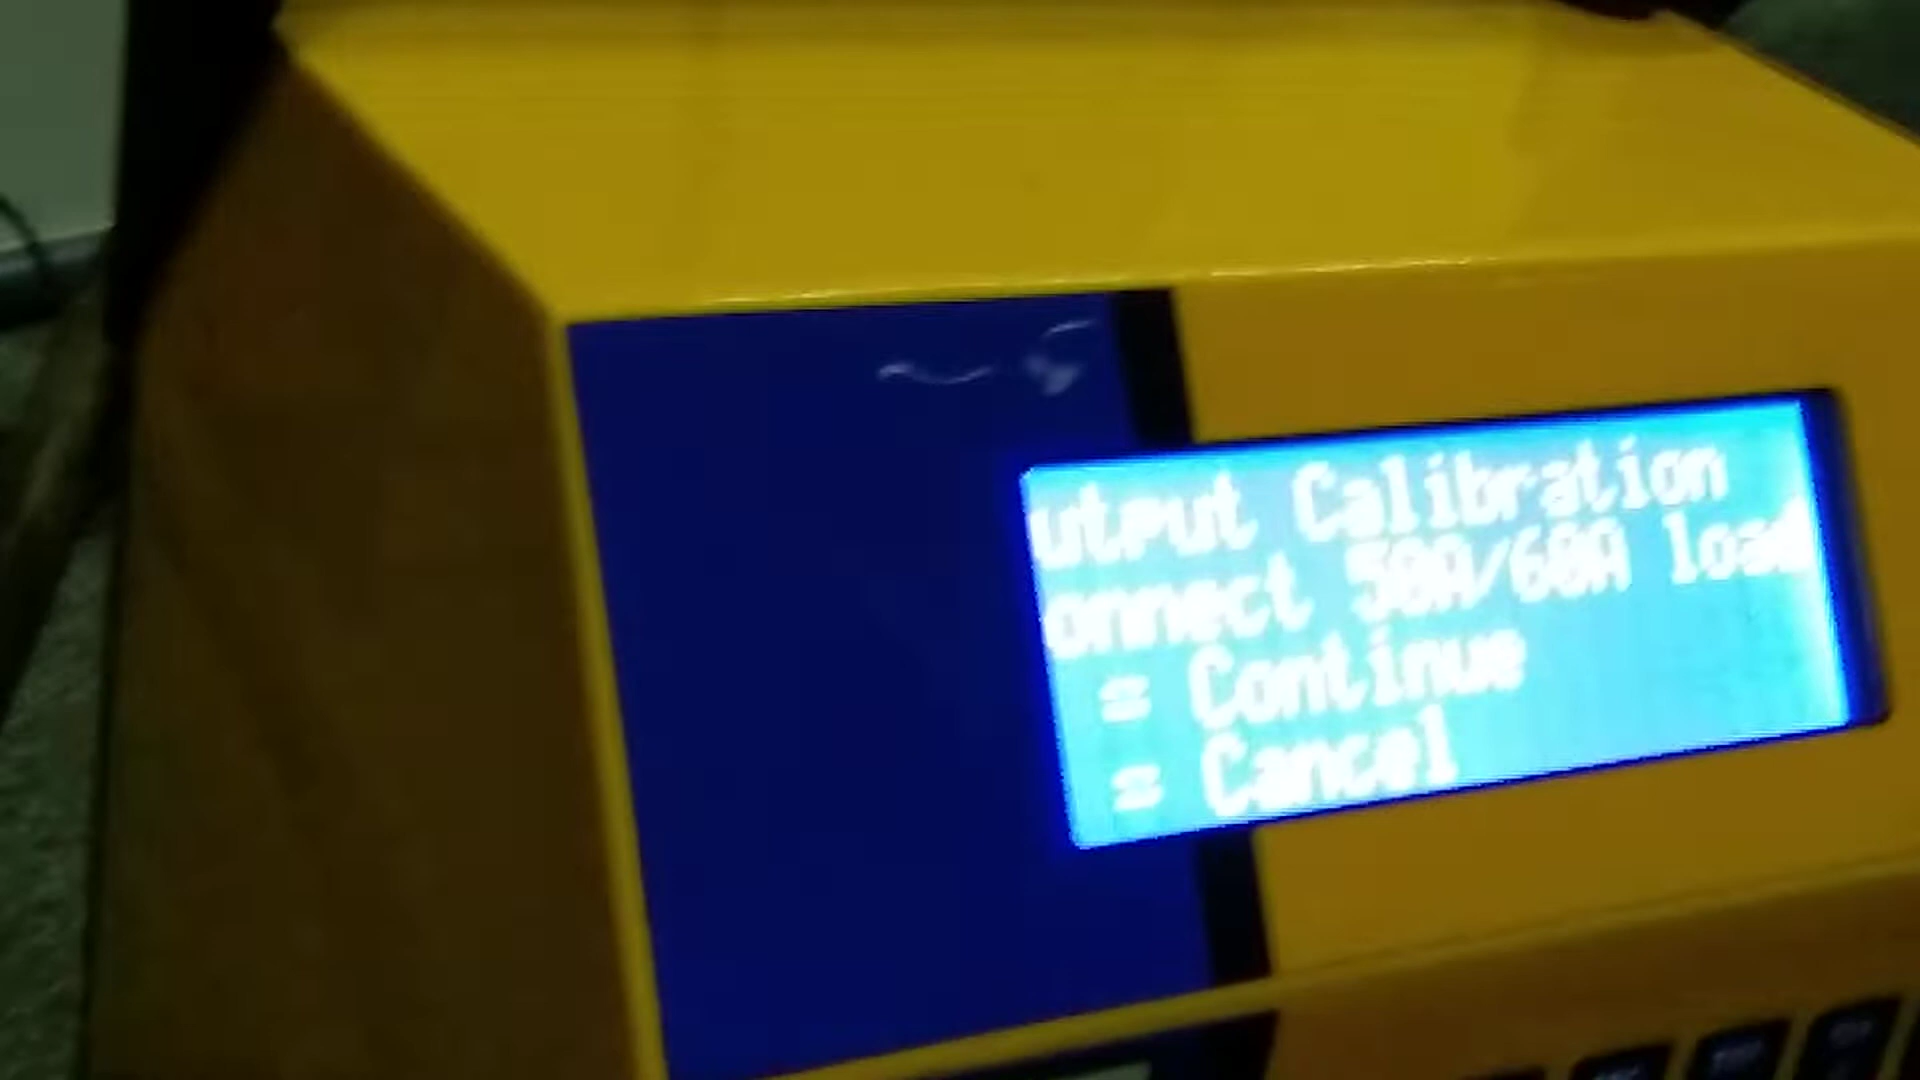 utput Calibration
onnect 50A/60A load
= Continue
= Cancel